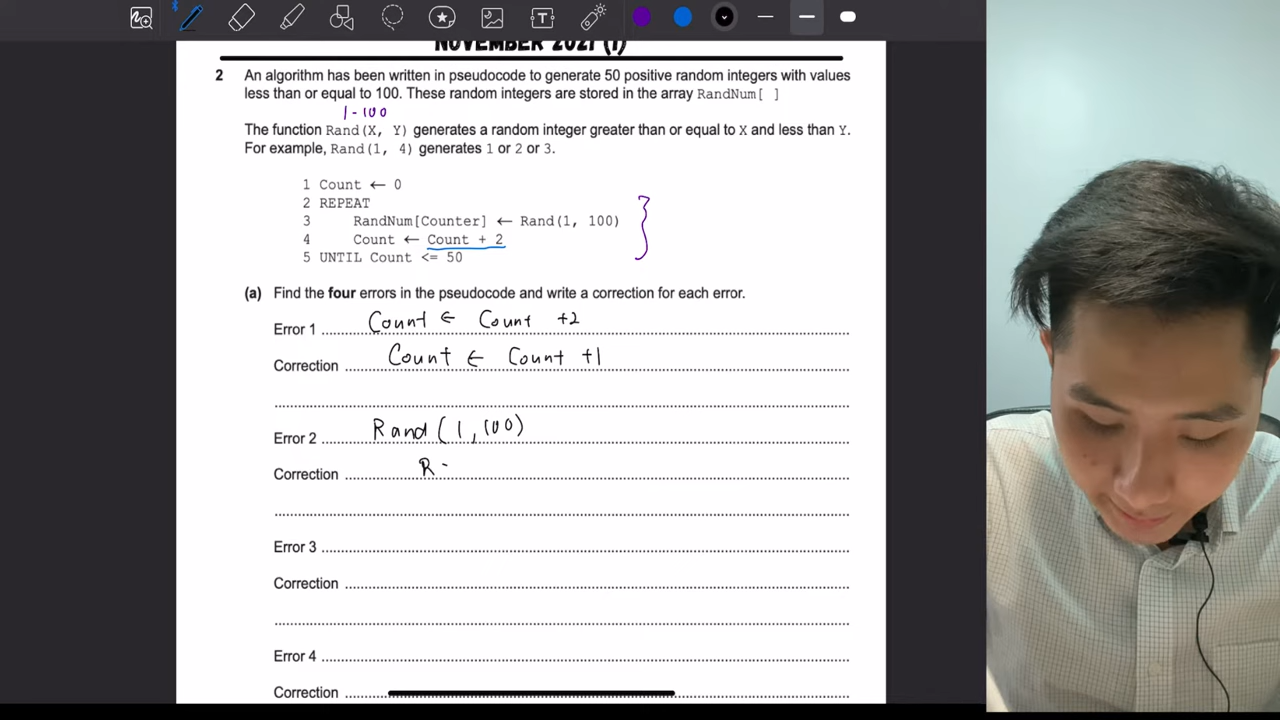 NOVEMBER 2021 (1)
2 An algorithm has been written in pseudocode to generate 50 positive random integers with values
less than or equal to 100. These random integers are stored in the array RandNum[ ]
1 - 100
The function Rand(X, Y) generates a random integer greater than or equal to X and less than Y.
For example, Rand(1, 4) generates 1 or 2 or 3.
1 Count ← 0
2 REPEAT
3 RandNum[Counter] ← Rand(1, 100)
4 Count ← Count + 2
5 UNTIL Count <= 50
(a) Find the four errors in the pseudocode and write a correction for each error.
Error 1 Count ← Count +2
Correction Count ← Count +1
Error 2 Rand (1, 100)
Correction R
Error 3
Correction
Error 4
Correction